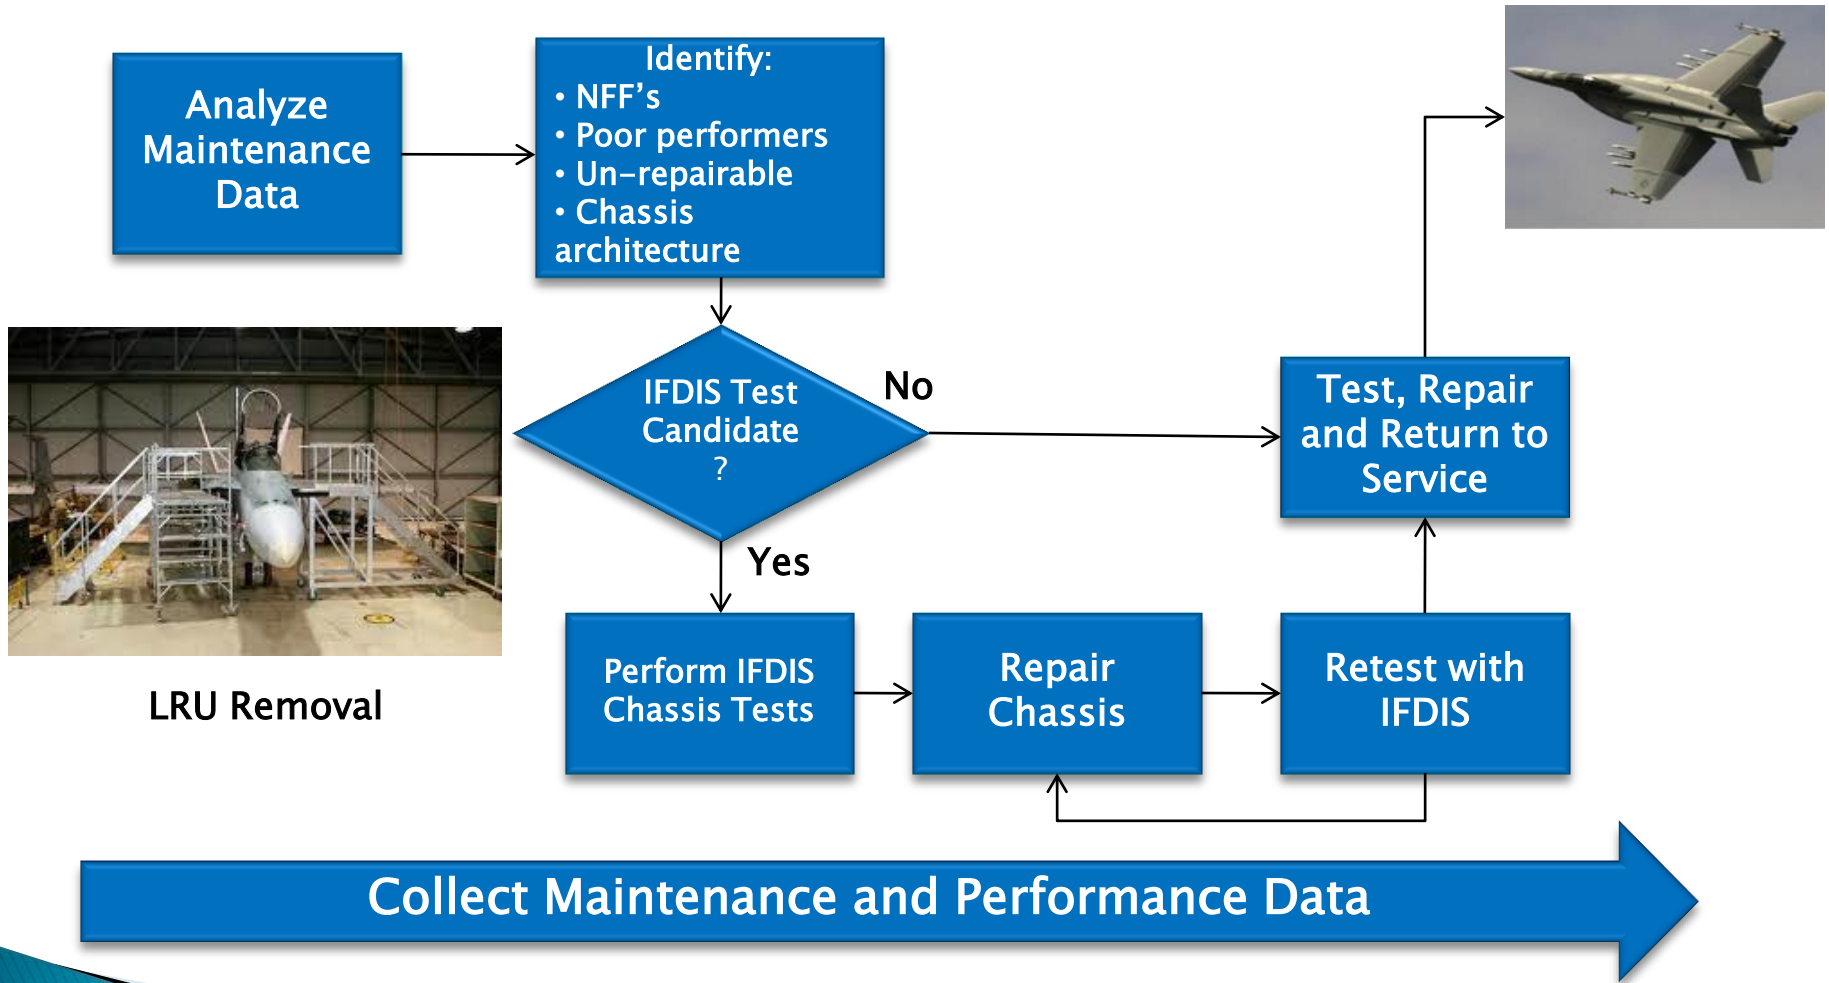 Analyze
Maintenance
Data
Identify:
• NFF's
• Poor performers
• Un-repairable
• Chassis
architecture
IFDIS Test
Candidate
?
No
Yes
Test, Repair
and Return to
Service
LRU Removal
Perform IFDIS
Chassis Tests
Repair
Chassis
Retest with
IFDIS
Collect Maintenance and Performance Data